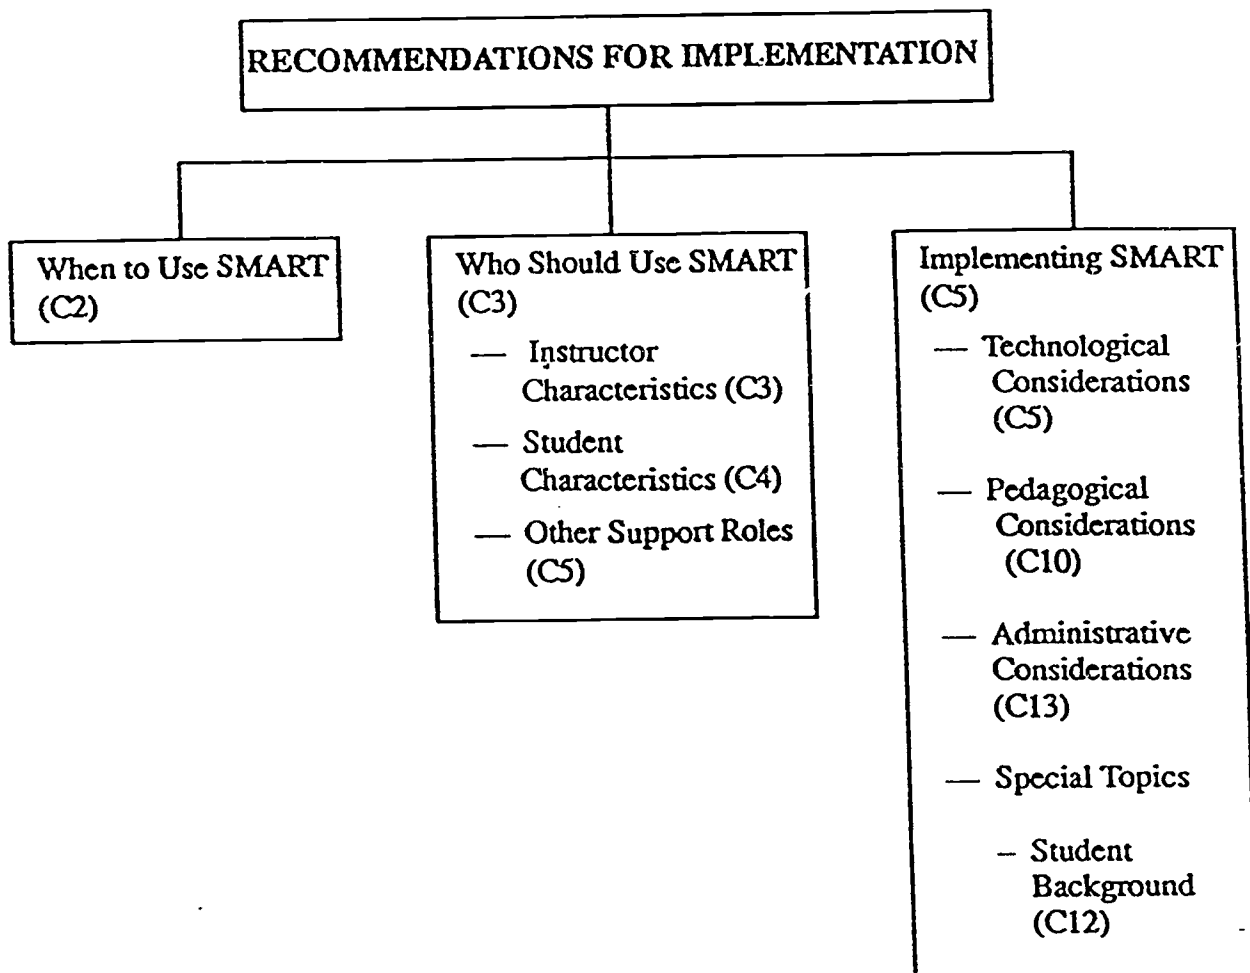 RECOMMENDATIONS FOR IMPLEMENTATION
When to Use SMART
(C2)
Who Should Use SMART
(C3)
— Instructor
Characteristics (C3)
— Student
Characteristics (C4)
— Other Support Roles
(C5)
Implementing SMART
(C5)
— Technological
Considerations
(C5)
— Pedagogical
Considerations
(C10)
— Administrative
Considerations
(C13)
— Special Topics
– Student
Background
(C12)